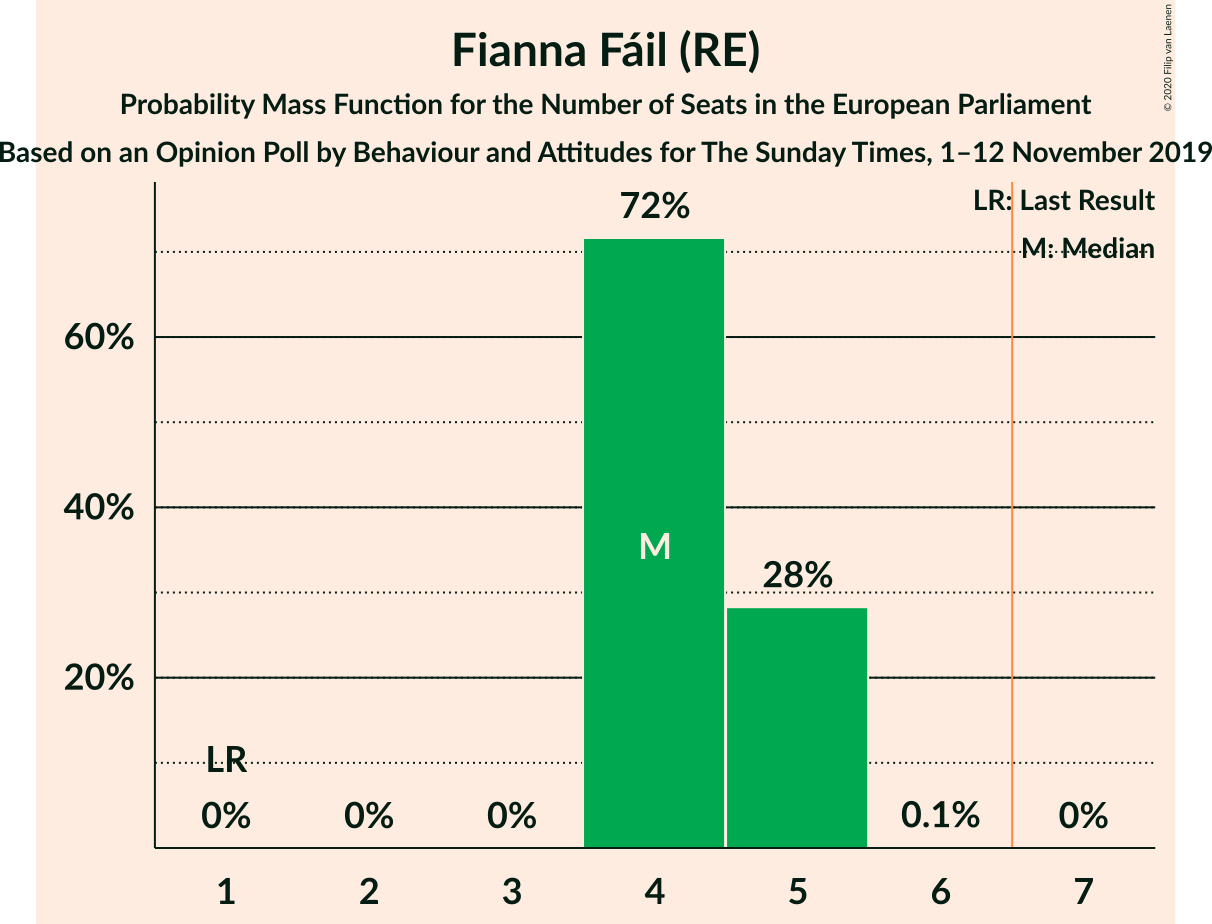 Fianna Fáil (RE)
Probability Mass Function for the Number of Seats in the European Parliament
Based on an Opinion Poll by Behaviour and Attitudes for The Sunday Times, 1–12 November 2019
© 2020 Filip van Laenen
LR: Last Result
M: Median
72%
60%
40%
M
28%
20%
LR
0%
0%
0%
0.1%
0%
1
2
3
4
5
6
7